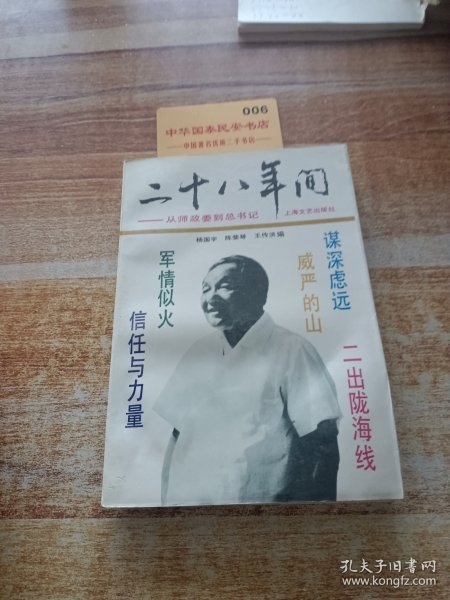 006
中华国泰民安书店
——中国著名民族二手书店——
二十八年间
——从师政委到总书记
上海文艺出版社
杨国宇 陈斐琴 王传洪编
谋深虑远
威严的山
军情似火
信任与力量
二出陇海线
孔夫子旧书网
www.kongfz.com